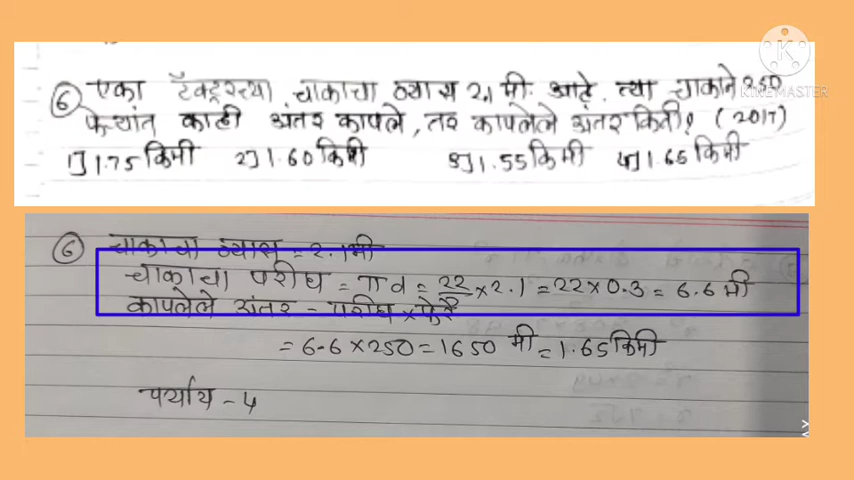 ⑥ एका ट्रॅक्टरच्या चाकाचा व्यास 2.1 मी. आहे. त्या चाकाने 250
फेऱ्यांत काही अंतर कापले, तर कापलेले अंतर किती? (2017)
1] 1.75 किमी 2] 1.60 किमी 3] 1.55 किमी 4] 1.65 किमी
KINEMASTER
⑥ चाकाचा व्यास = 2.1 मी
चाकाचा परीघ = πd = 22 × 2.1 = 22 × 0.3 = 6.6 मी
कापलेले अंतर = परीघ × फेरे
= 6.6 × 250 = 1650 मी = 1.65 किमी
पर्याय - 4